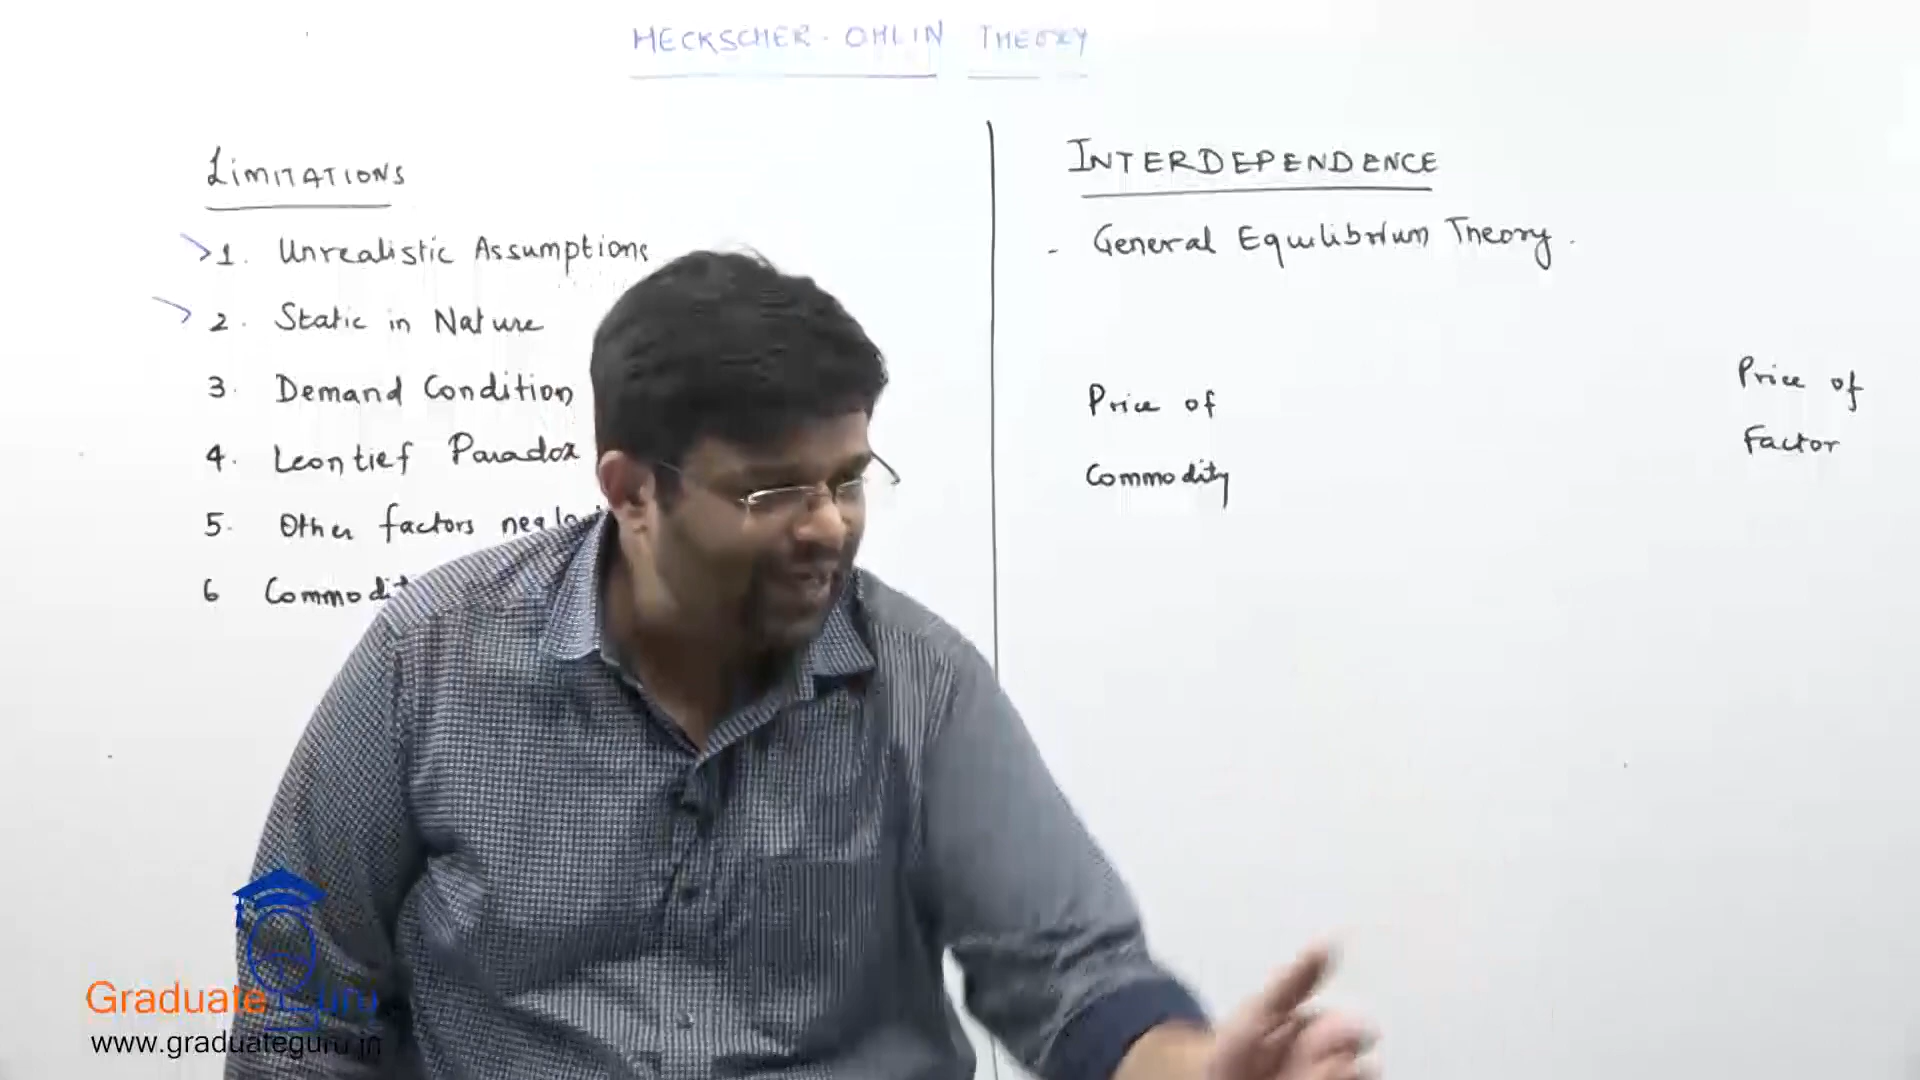 HECKSCHER-OHLIN THEORY
LIMITATIONS
1. Unrealistic Assumptions
2. Static in Nature
3. Demand Condition
4. Leontief Paradox
5. Other factors
6 Commodit
INTERDEPENDENCE
- General Equilibrium Theory.
Price of
Commodity
Price of
Factor
Graduate Guru
www.graduateguru.in